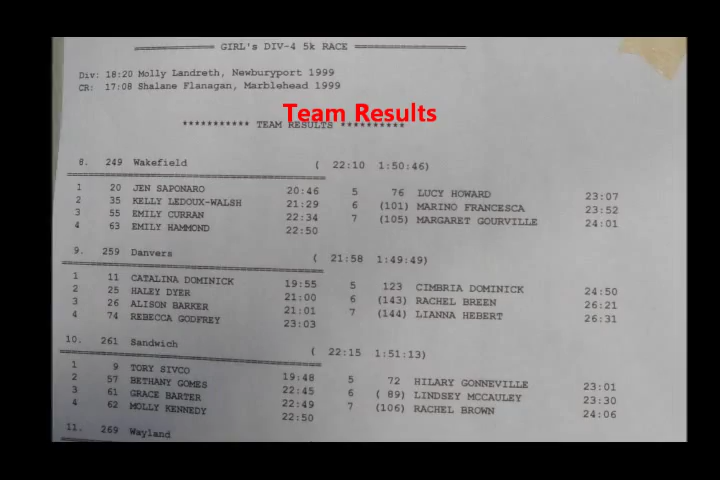 GIRL's DIV-4 5k RACE
Div: 18:20 Molly Landreth, Newburyport 1999
CR: 17:08 Shalane Flanagan, Marblehead 1999
Team Results
*********** TEAM RESULTS **********
8. 249 Wakefield ( 22:10 1:50:46)
1 20 JEN SAPONARO 20:46 5 76 LUCY HOWARD 23:07
2 35 KELLY LEDOUX-WALSH 21:29 6 (101) MARINO FRANCESCA 23:52
3 55 EMILY CURRAN 22:34 7 (105) MARGARET GOURVILLE 24:01
4 63 EMILY HAMMOND 22:50
9. 259 Danvers ( 21:58 1:49:49)
1 11 CATALINA DOMINICK 19:55 5 123 CIMBRIA DOMINICK 24:50
2 25 HALEY DYER 21:00 6 (143) RACHEL BREEN 26:21
3 26 ALISON BARKER 21:01 7 (144) LIANNA HEBERT 26:31
4 74 REBECCA GODFREY 23:03
10. 261 Sandwich ( 22:15 1:51:13)
1 9 TORY SIVCO 19:48 5 72 HILARY GONNEVILLE 23:01
2 57 BETHANY GOMES 22:45 6 ( 89) LINDSEY MCCAULEY 23:30
3 61 GRACE BARTER 22:49 7 (106) RACHEL BROWN 24:06
4 62 MOLLY KENNEDY 22:50
11. 269 Wayland